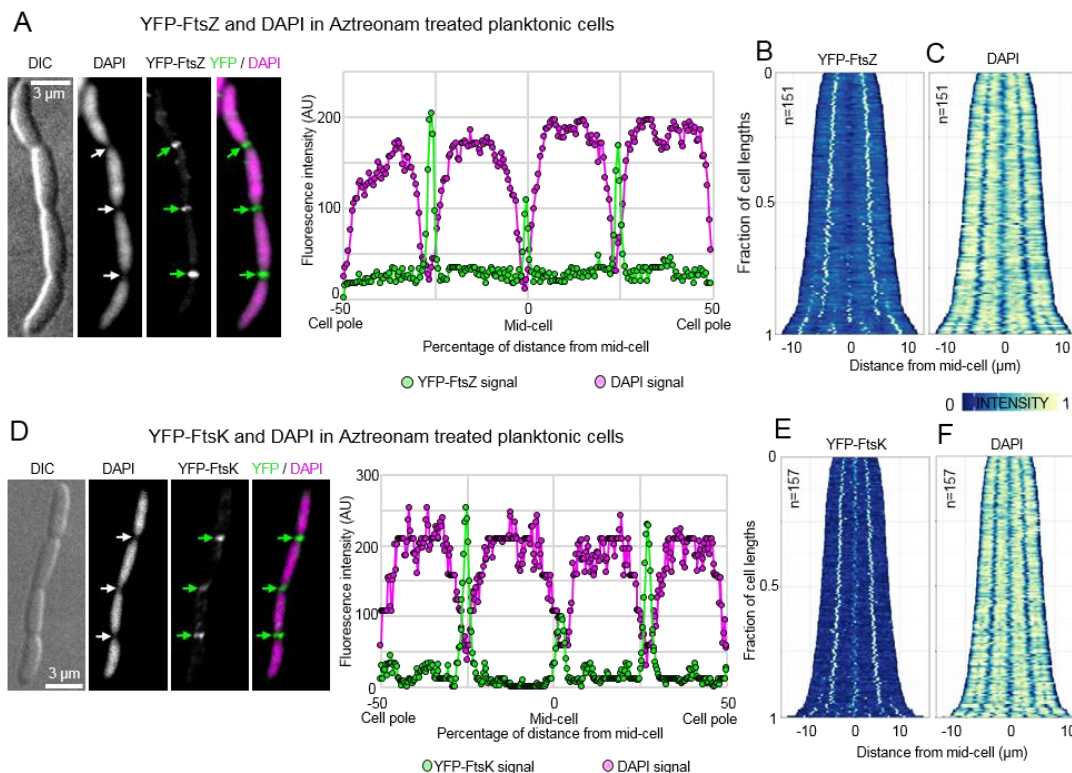 A
YFP-FtsZ and DAPI in Aztreonam treated planktonic cells
DIC
DAPI
YFP-FtsZ
YFP / DAPI
3 µm
Fluorescence intensity (AU)
200
100
0
-50
0
50
Cell pole
Mid-cell
Cell pole
Percentage of distance from mid-cell
YFP-FtsZ signal
DAPI signal
B
YFP-FtsZ
n=151
Fraction of cell lengths
0
0.5
1
-10
0
10
C
DAPI
n=151
-10
0
10
Distance from mid-cell (µm)
0
INTENSITY
1
D
YFP-FtsK and DAPI in Aztreonam treated planktonic cells
DIC
DAPI
YFP-FtsK
YFP / DAPI
3 µm
Fluorescence intensity (AU)
300
200
100
0
-50
0
50
Cell pole
Mid-cell
Cell pole
Percentage of distance from mid-cell
YFP-FtsK signal
DAPI signal
E
YFP-FtsK
n=157
Fraction of cell lengths
0
0.5
1
-10
0
10
F
DAPI
n=157
-10
0
10
Distance from mid-cell (µm)